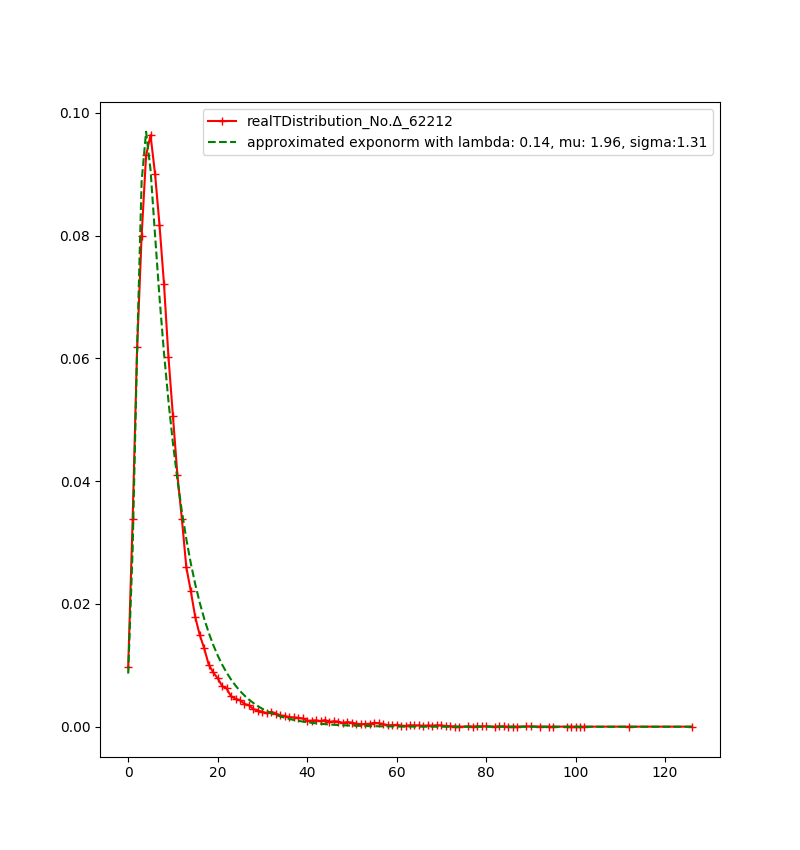 realTDistribution_No.Δ_62212
approximated exponorm with lambda: 0.14, mu: 1.96, sigma:1.31
0.10
0.08
0.06
0.04
0.02
0.00
0 20 40 60 80 100 120